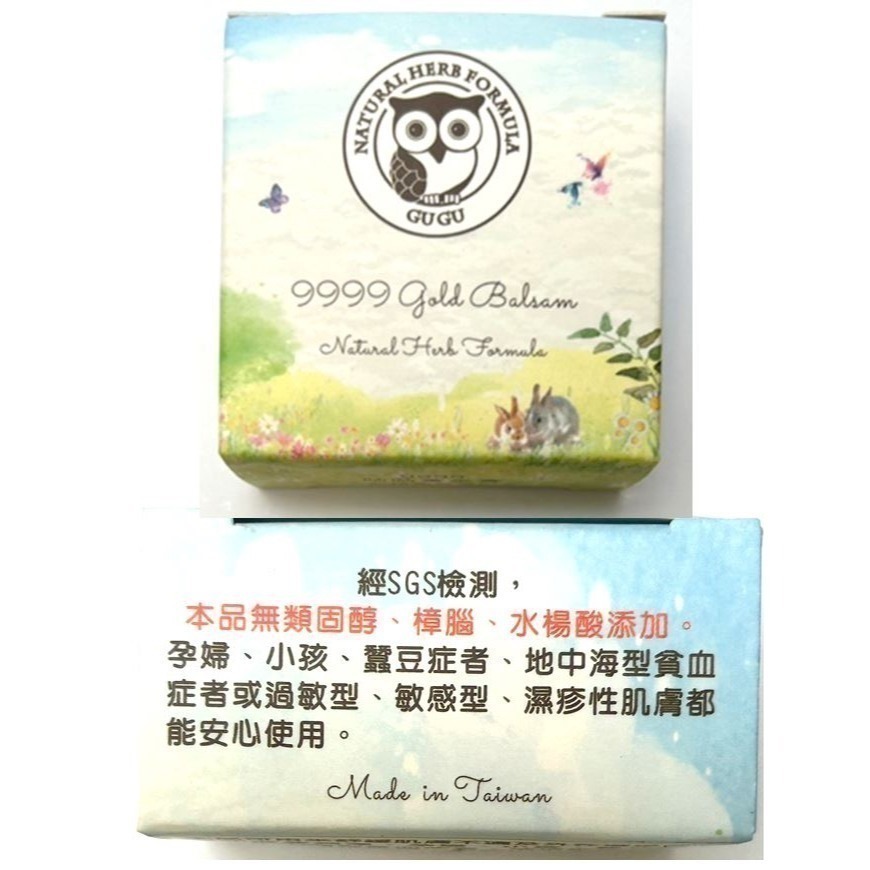 NATURAL HERB FORMULA
GUGU
9999 Gold Balsam
Natural Herb Formula
經SGS檢測，
本品無類固醇、樟腦、水楊酸添加。
孕婦、小孩、蠶豆症者、地中海型貧血
症者或過敏型、敏感型、濕疹性肌膚都
能安心使用。
Made in Taiwan